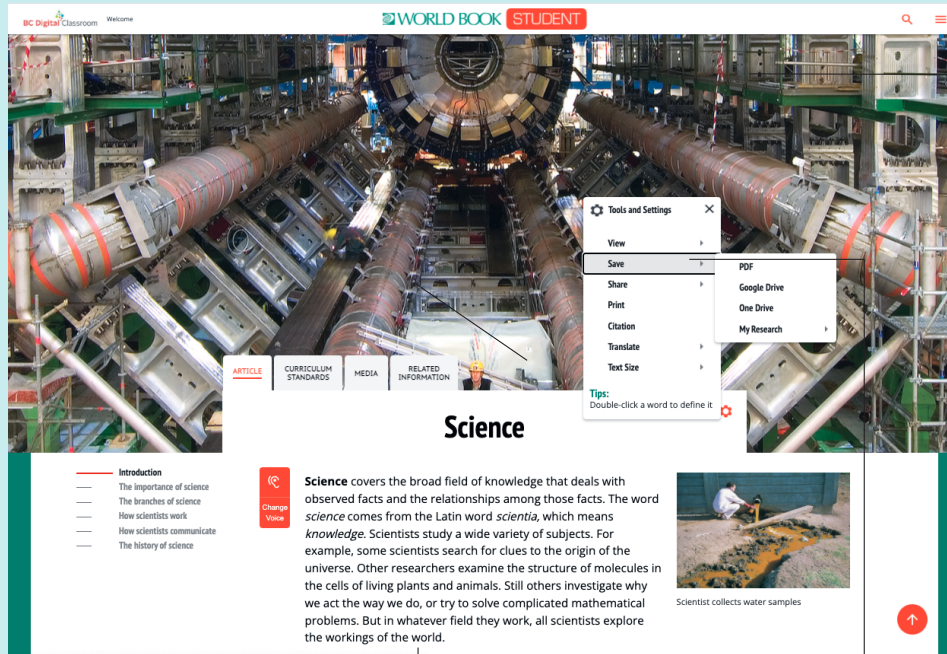 BC Digital Classroom
Welcome
WORLD BOOK STUDENT
Tools and Settings
View
Save
Share
Print
Citation
Translate
Text Size
Tips:
Double-click a word to define it
PDF
Google Drive
One Drive
My Research
ARTICLE
CURRICULUM
STANDARDS
MEDIA
RELATED
INFORMATION
Science
Introduction
The importance of science
The branches of science
How scientists work
How scientists communicate
The history of science
Change
Voice
Science covers the broad field of knowledge that deals with
observed facts and the relationships among those facts. The word
science comes from the Latin word scientia, which means
knowledge. Scientists study a wide variety of subjects. For
example, some scientists search for clues to the origin of the
universe. Other researchers examine the structure of molecules in
the cells of living plants and animals. Still others investigate why
we act the way we do, or try to solve complicated mathematical
problems. But in whatever field they work, all scientists explore
the workings of the world.
Scientist collects water samples